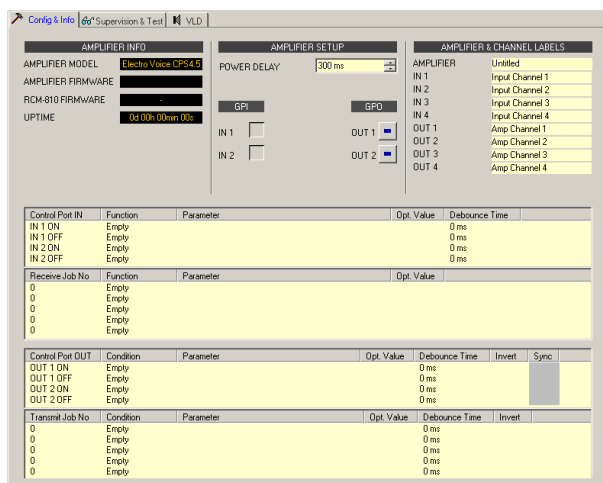 Config & Info Supervision & Test VLD
AMPLIFIER INFO
AMPLIFIER MODEL Electro Voice CPS4.5
AMPLIFIER FIRMWARE
RCM-810 FIRMWARE -
UPTIME 0d 00h 00min 00s
AMPLIFIER SETUP
POWER DELAY 300 ms
GPI GPO
IN 1 OUT 1
IN 2 OUT 2
AMPLIFIER & CHANNEL LABELS
AMPLIFIER Untitled
IN 1 Input Channel 1
IN 2 Input Channel 2
IN 3 Input Channel 3
IN 4 Input Channel 4
OUT 1 Amp Channel 1
OUT 2 Amp Channel 2
OUT 3 Amp Channel 3
OUT 4 Amp Channel 4
Control Port IN Function Parameter Opt. Value Debounce Time
IN 1 ON Empty 0 ms
IN 1 OFF Empty 0 ms
IN 2 ON Empty 0 ms
IN 2 OFF Empty 0 ms
Receive Job No Function Parameter Opt. Value
0 Empty
0 Empty
0 Empty
0 Empty
0 Empty
Control Port OUT Condition Parameter Opt. Value Debounce Time Invert Sync
OUT 1 ON Empty 0 ms
OUT 1 OFF Empty 0 ms
OUT 2 ON Empty 0 ms
OUT 2 OFF Empty 0 ms
Transmit Job No Condition Parameter Opt. Value Debounce Time Invert
0 Empty 0 ms
0 Empty 0 ms
0 Empty 0 ms
0 Empty 0 ms
0 Empty 0 ms